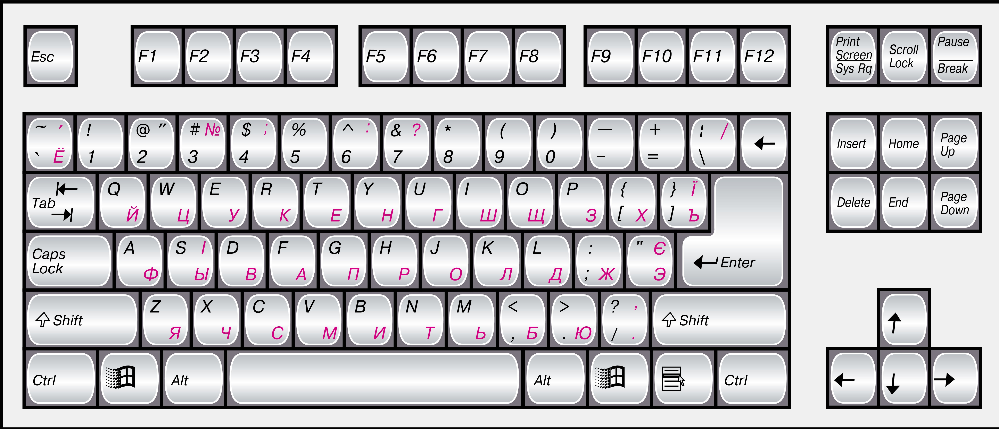 Esc F1 F2 F3 F4 F5 F6 F7 F8 F9 F10 F11 F12
Print
Screen
Sys Rq
Scroll
Lock
Pause
Break
~ ′ ! @ ″ # № $ ; % ^ : & ? * ( ) — + ¦ /
` Ё 1 2 3 4 5 6 7 8 9 0 - = \
Insert Home Page
Up
Tab Q W E R T Y U I O P { } Ї
Й Ц У К Е Н Г Ш Щ З [ Х ] Ъ
Delete End Page
Down
Caps
Lock
A S І D F G H J K L : " Є
Ф Ы В А П Р О Л Д ; Ж Э
Enter
Shift Z X C V B N M < > ? , Shift
Я Ч С М И Т Ь , Б . Ю / .
Ctrl Alt Alt Ctrl